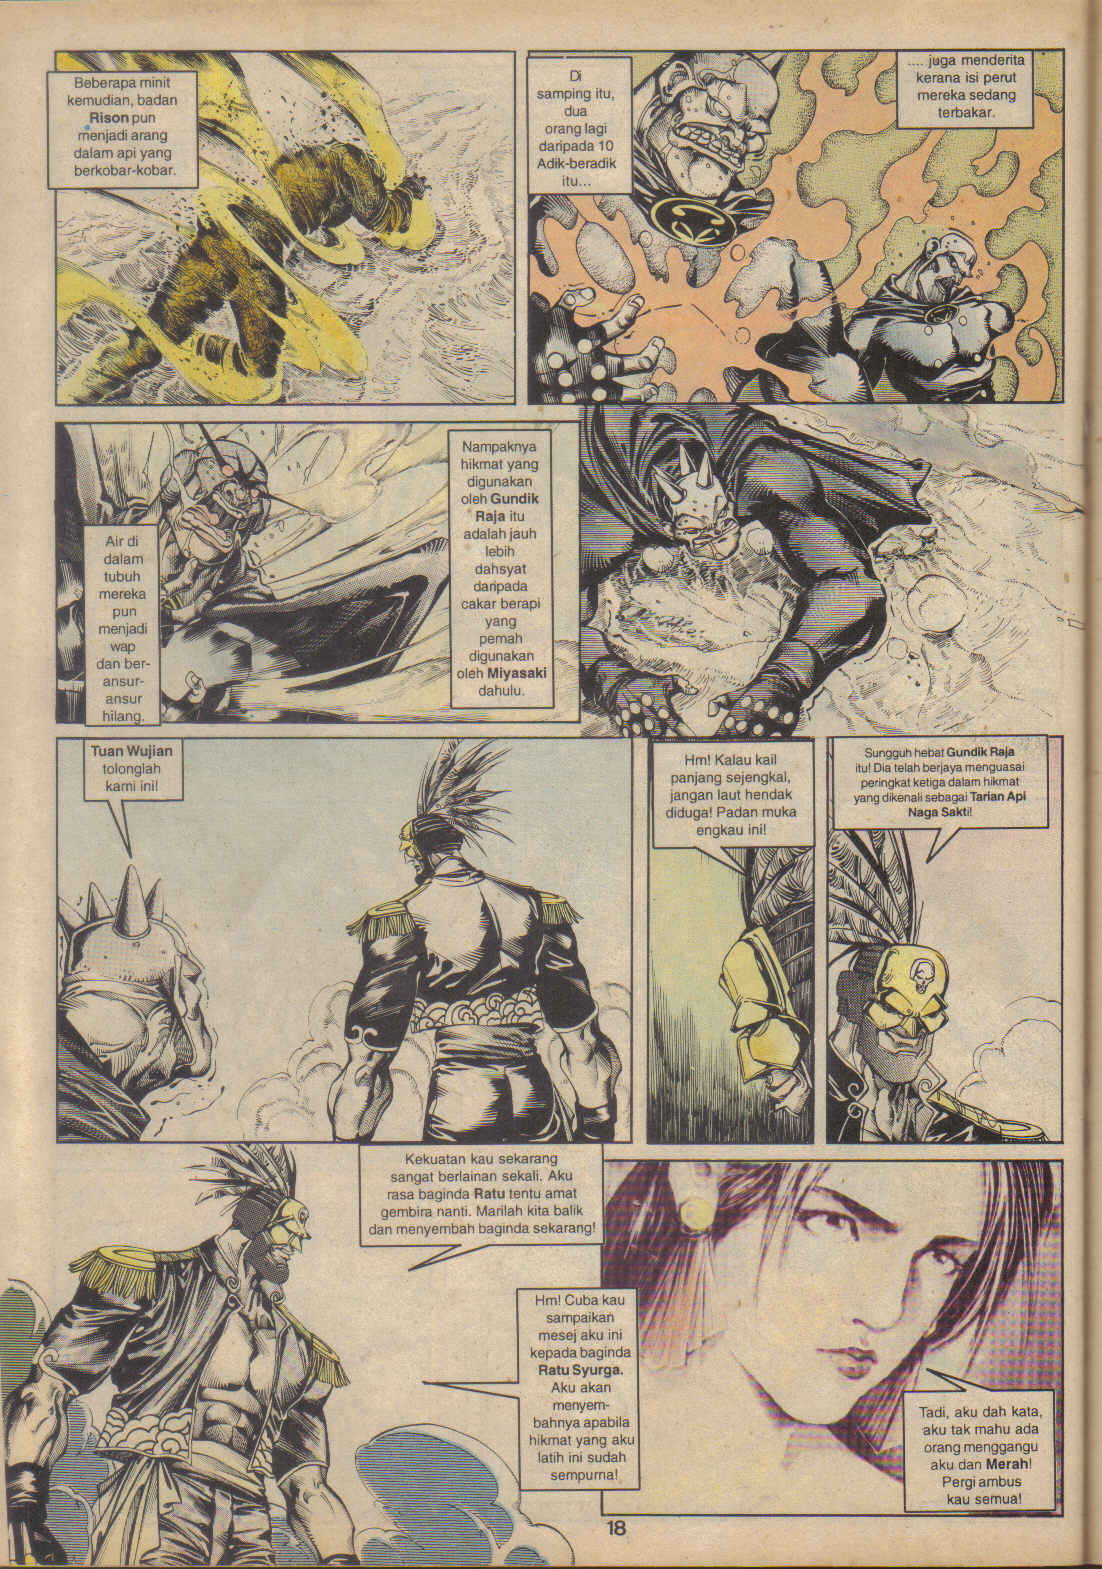 Beberapa minit
kemudian, badan
Rison pun
menjadi arang
dalam api yang
berkobar-kobar.
Di
samping itu,
dua
orang lagi
daripada 10
Adik-beradik
itu...
.... juga menderita
kerana isi perut
mereka sedang
terbakar.
Air di
dalam
tubuh
mereka
pun
menjadi
wap
dan ber-
ansur-
ansur
hilang.
Nampaknya
hikmat yang
digunakan
oleh Gundik
Raja itu
adalah jauh
lebih
dahsyat
daripada
cakar berapi
yang
pernah
digunakan
oleh Miyasaki
dahulu.
Tuan Wujian
tolonglah
kami ini!
Hm! Kalau kail
panjang sejengkal,
jangan laut hendak
diduga! Padan muka
engkau ini!
Sungguh hebat Gundik Raja
itu! Dia telah berjaya menguasai
peringkat ketiga dalam hikmat
yang dikenali sebagai Tarian Api
Naga Sakti!
Kekuatan kau sekarang
sangat berlainan sekali. Aku
rasa baginda Ratu tentu amat
gembira nanti. Marilah kita balik
dan menyembah baginda sekarang!
Hm! Cuba kau
sampaikan
mesej aku ini
kepada baginda
Ratu Syurga.
Aku akan
menyem-
bahnya apabila
hikmat yang aku
latih ini sudah
sempurna!
Tadi, aku dah kata,
aku tak mahu ada
orang menggangu
aku dan Merah!
Pergi ambus
kau semua!
18